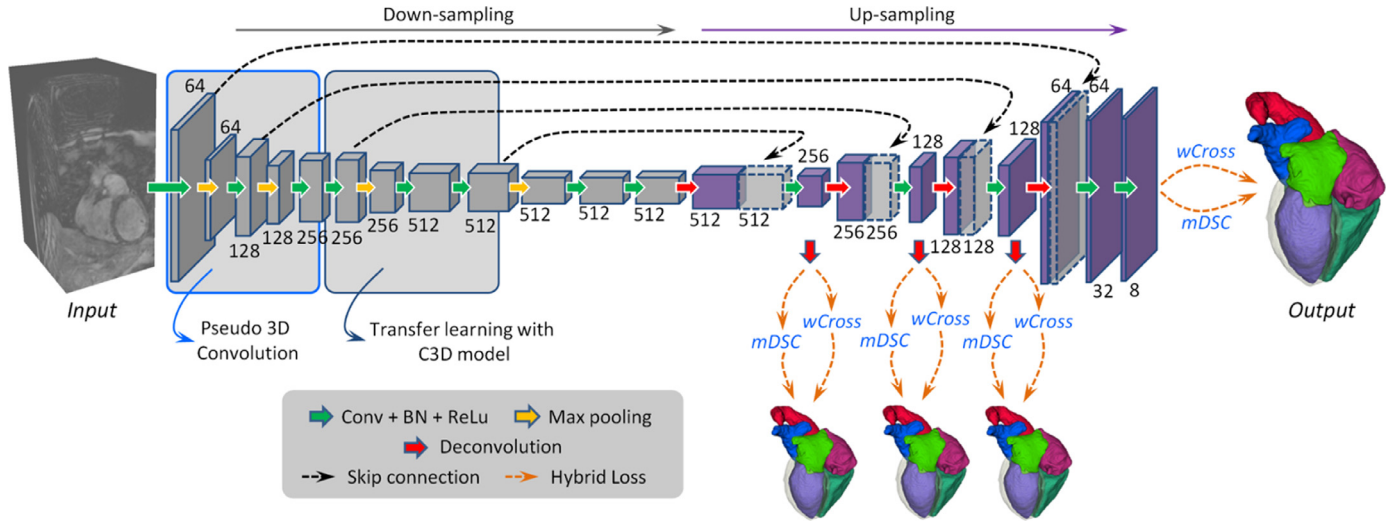 Down-sampling
Up-sampling
64
64
128
128
256
256
256
512
512
512
512
512
512
512
256
256
256
128
128
128
128
64
64
32
8
Input
Pseudo 3D
Convolution
Transfer learning with
C3D model
wCross
mDSC
Output
wCross
mDSC
wCross
mDSC
wCross
mDSC
Conv + BN + ReLu
Max pooling
Deconvolution
Skip connection
Hybrid Loss